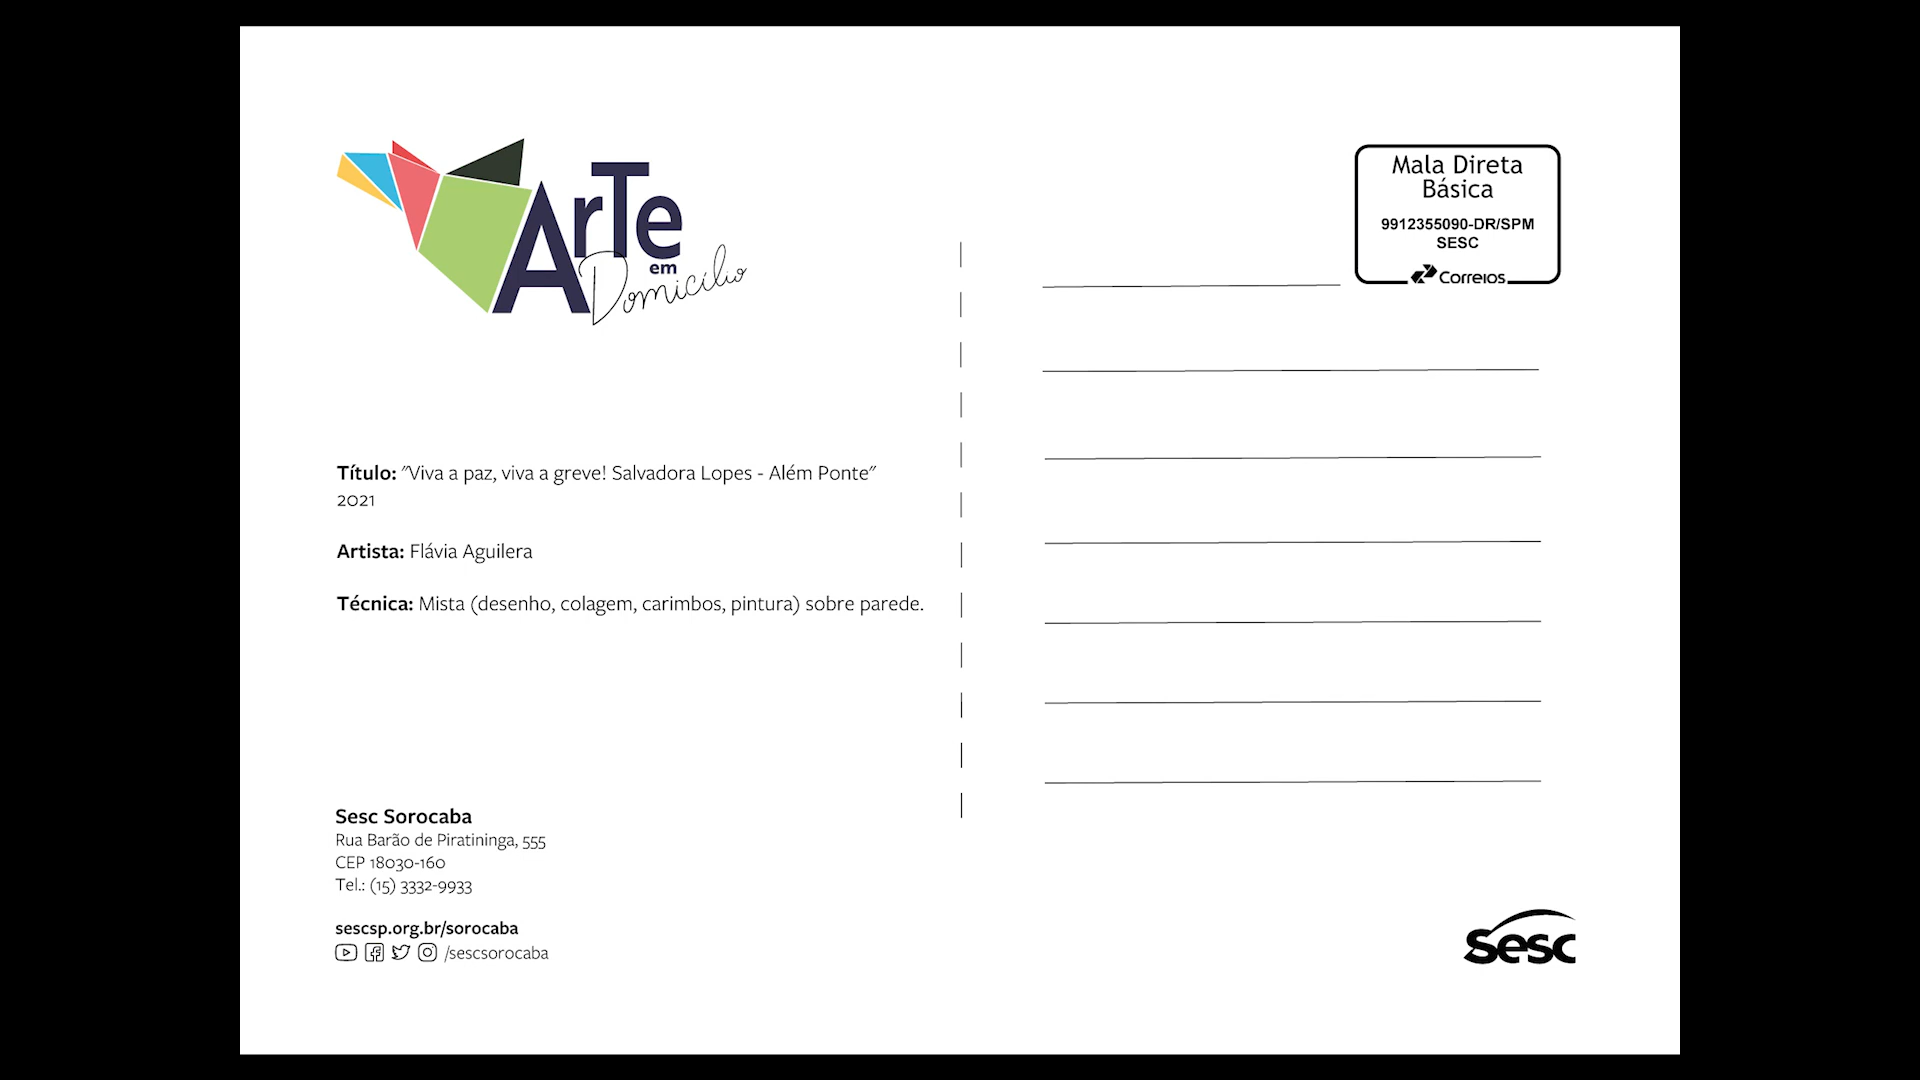 ArTe
em
Domicílio
Título: "Viva a paz, viva a greve! Salvadora Lopes - Além Ponte"
2021
Artista: Flávia Aguilera
Técnica: Mista (desenho, colagem, carimbos, pintura) sobre parede.
Sesc Sorocaba
Rua Barão de Piratininga, 555
CEP 18030-160
Tel.: (15) 3332-9933
sescsp.org.br/sorocaba
/sescsorocaba
Mala Direta
Básica
9912355090-DR/SPM
SESC
Correios
Sesc